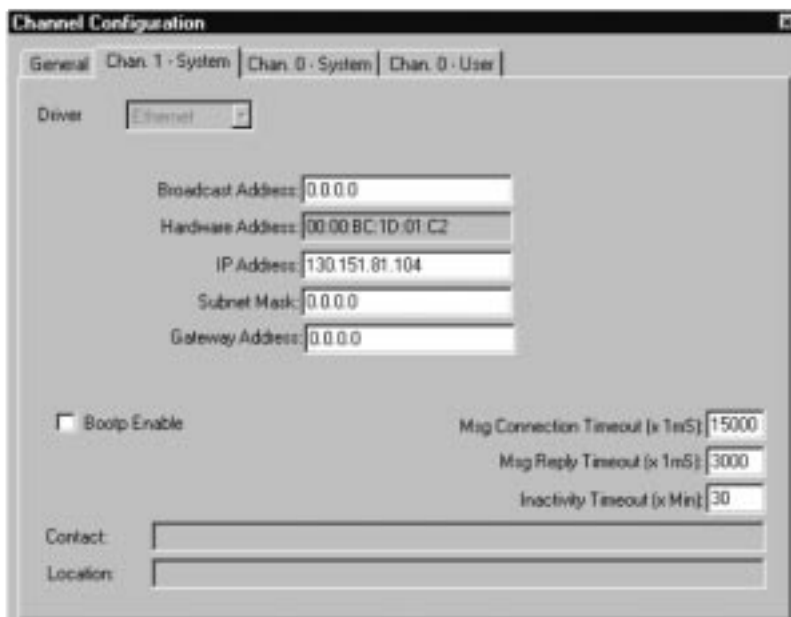 Channel Configuration
General Chan. 1 - System Chan. 0 - System Chan. 0 - User
Driver Ethernet
Broadcast Address: 0.0.0.0
Hardware Address: 00:00:BC:1D:01:C2
IP Address: 130.151.81.104
Subnet Mask: 0.0.0.0
Gateway Address: 0.0.0.0
Bootp Enable
Msg Connection Timeout (x 1mS): 15000
Msg Reply Timeout (x 1mS): 3000
Inactivity Timeout (x Min): 30
Contact:
Location: